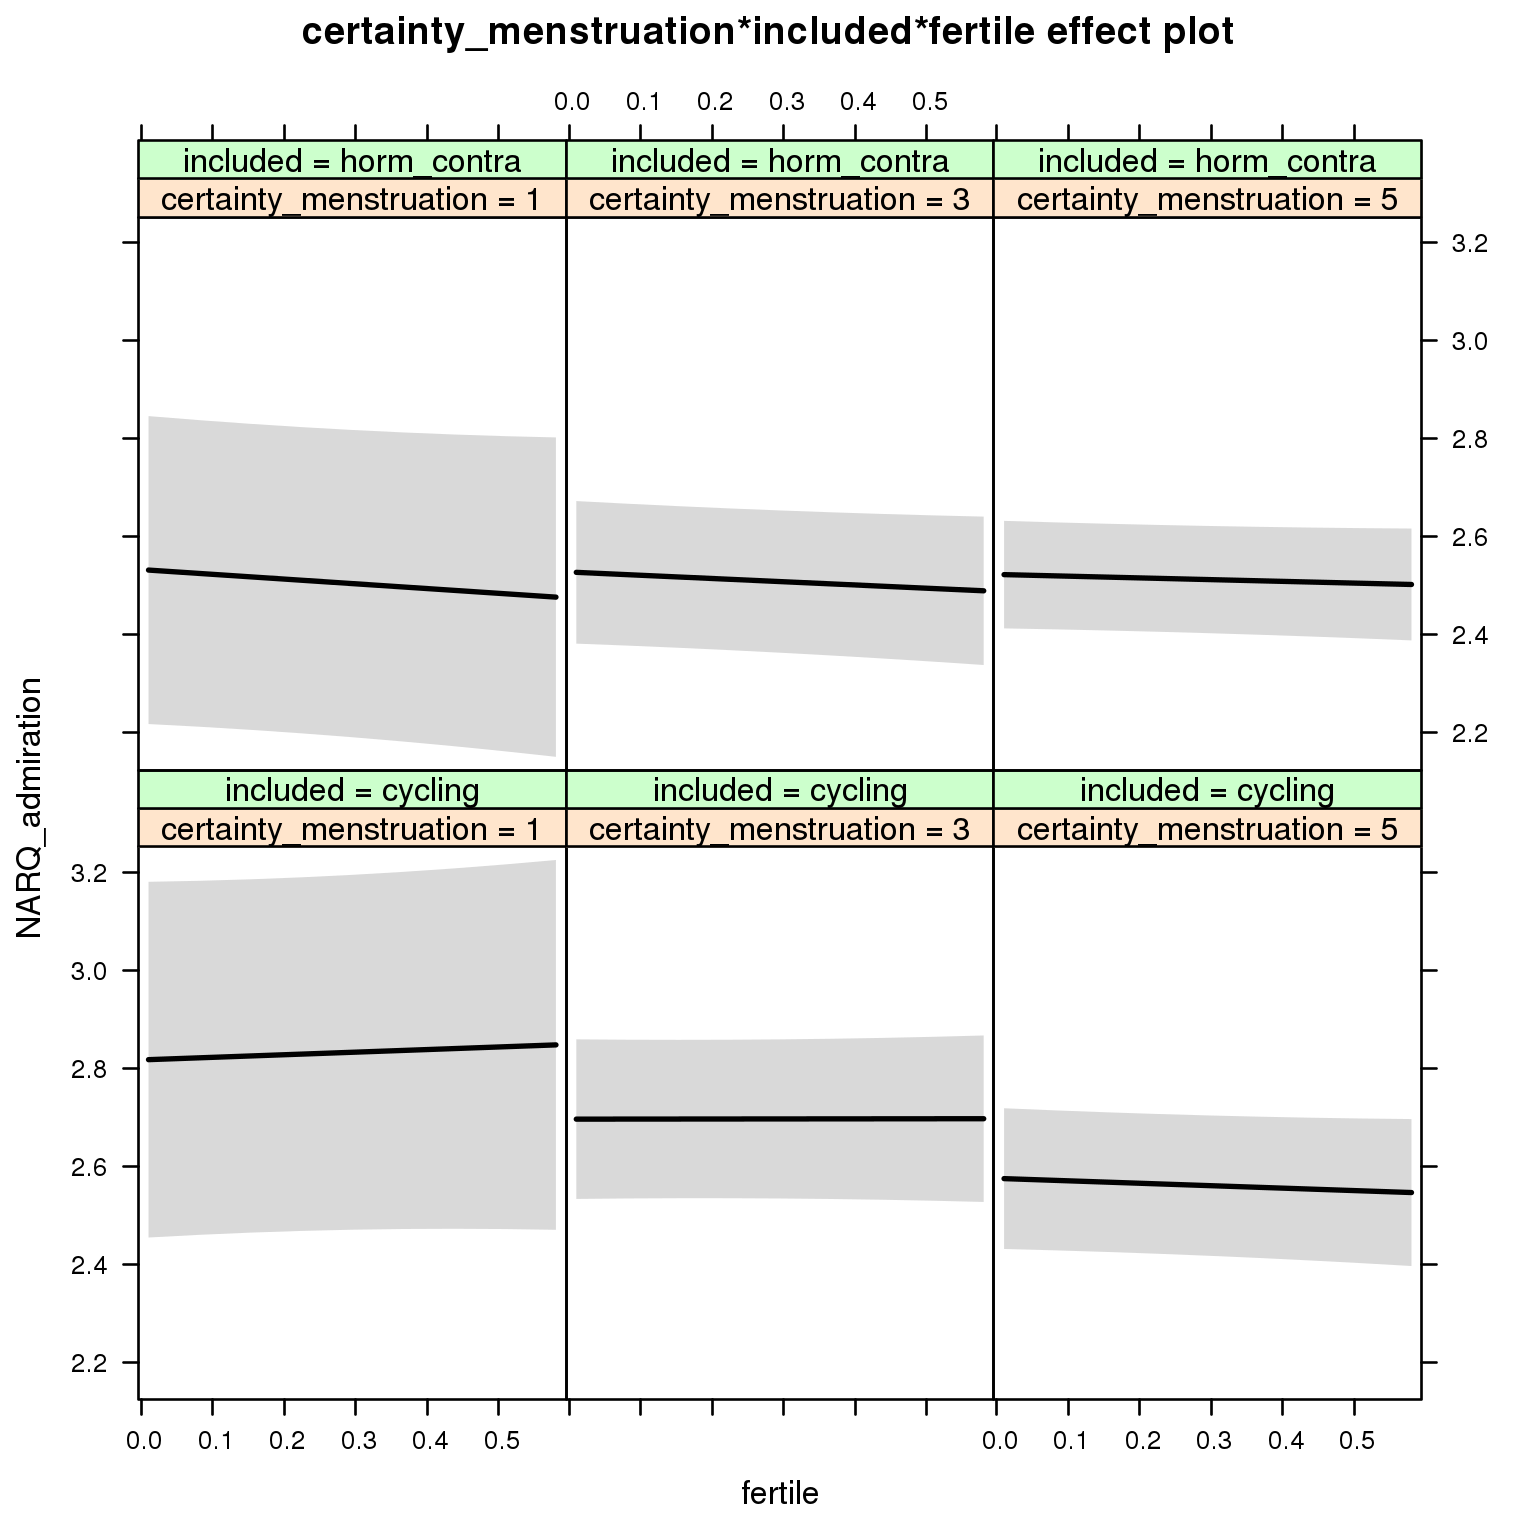 certainty_menstruation*included*fertile effect plot
0.0 0.1 0.2 0.3 0.4 0.5
included = horm_contra included = horm_contra included = horm_contra
certainty_menstruation = 1 certainty_menstruation = 3 certainty_menstruation = 5
3.2
3.0
2.8
2.6
2.4
2.2
NARQ_admiration
included = cycling included = cycling included = cycling
certainty_menstruation = 1 certainty_menstruation = 3 certainty_menstruation = 5
3.2
3.0
2.8
2.6
2.4
2.2
0.0 0.1 0.2 0.3 0.4 0.5 0.0 0.1 0.2 0.3 0.4 0.5
fertile